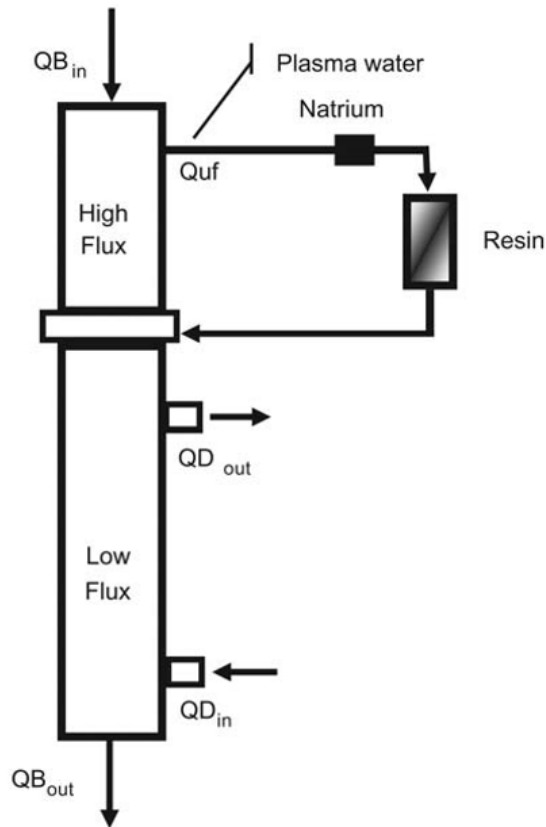 QB in
Plasma water
Natrium
Quf
High
Flux
Resin
QD out
Low
Flux
QD in
QB out